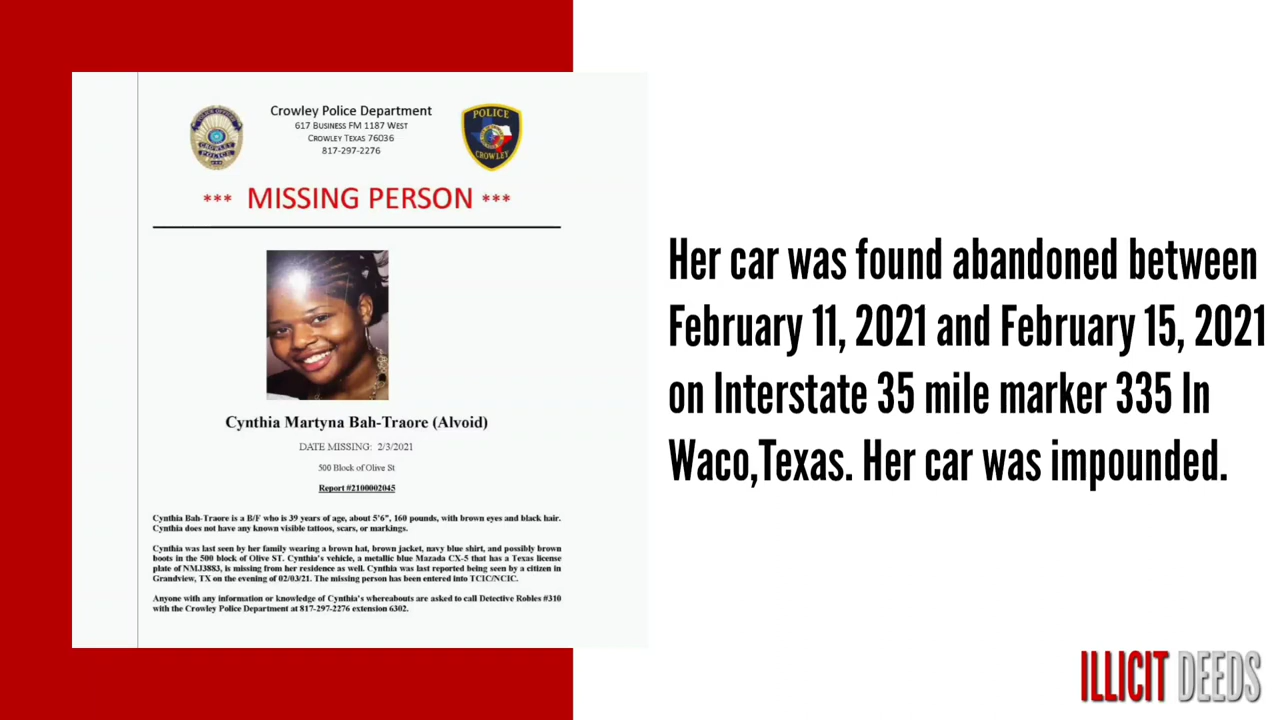 Crowley Police Department
617 BUSINESS FM 1187 WEST
CROWLEY TEXAS 76036
817-297-2276
POLICE
CROWLEY
CROWLEY
POLICE
*** MISSING PERSON ***
Cynthia Martyna Bah-Traore (Alvoid)
DATE MISSING: 2/3/2021
500 Block of Olive St
Report #2100002045
Cynthia Bah-Traore is a B/F who is 39 years of age, about 5'6", 160 pounds, with brown eyes and black hair.
Cynthia does not have any known visible tattoos, scars, or markings.
Cynthia was last seen by her family wearing a brown hat, brown jacket, navy blue shirt, and possibly brown
boots in the 500 block of Olive ST. Cynthia's vehicle, a metallic blue Mazada CX-5 that has a Texas license
plate of NMJ3883, is missing from her residence as well. Cynthia was last reported being seen by a citizen in
Grandview, TX on the evening of 02/03/21. The missing person has been entered into TCIC/NCIC.
Anyone with any information or knowledge of Cynthia's whereabouts are asked to call Detective Robles #310
with the Crowley Police Department at 817-297-2276 extension 6302.
Her car was found abandoned between
February 11, 2021 and February 15, 2021
on Interstate 35 mile marker 335 In
Waco,Texas. Her car was impounded.
ILLICIT DEEDS